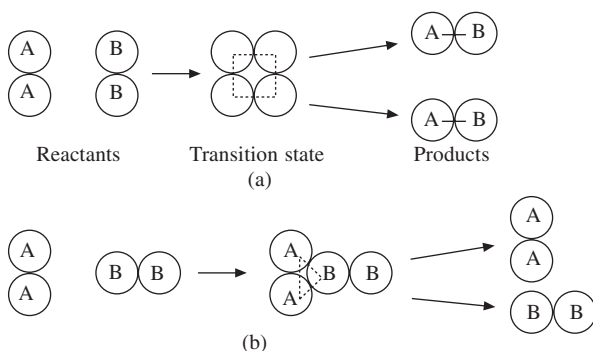 A B A B
A B A B
Reactants Transition state Products
(a)
A A A
A B B A B B A
A B B
(b)